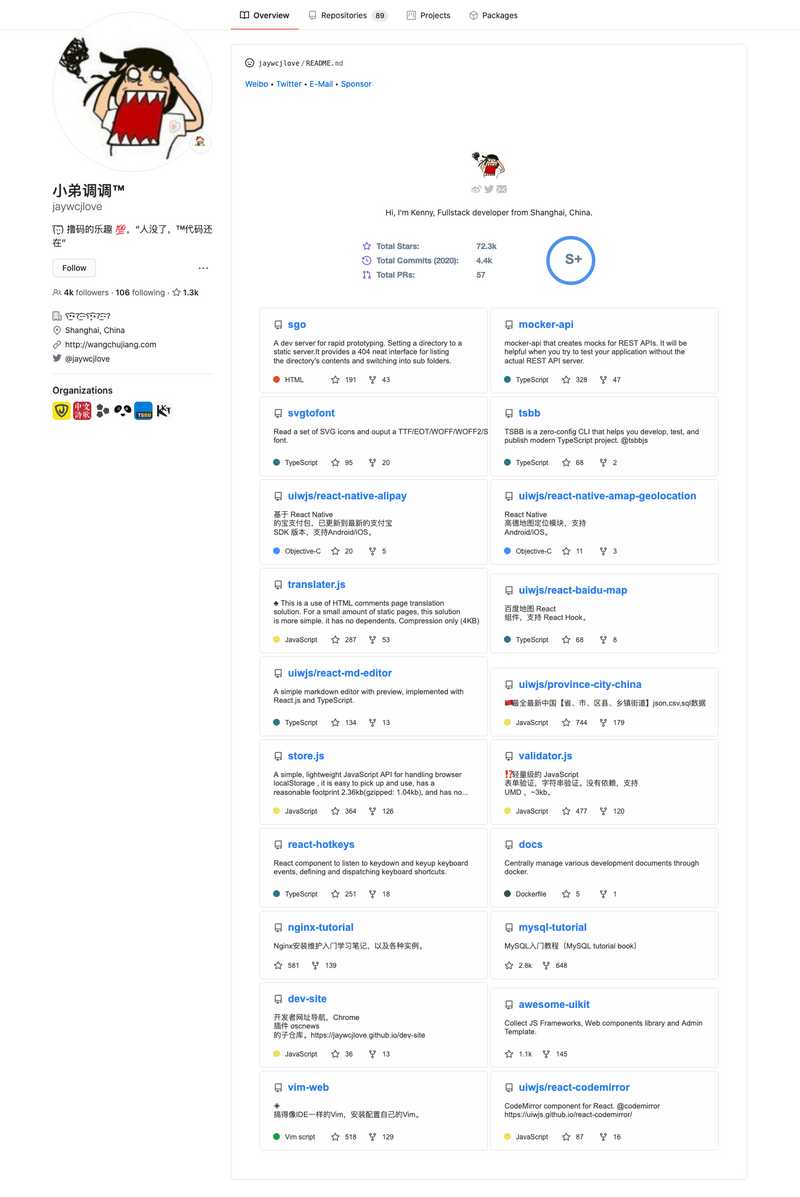 Overview
Repositories 89
Projects
Packages
小弟调调™
jaywcjlove
撸码的乐趣 💯，“人没了，™代码还
在”
Follow
4k followers · 106 following · 1.3k
Shanghai, China
http://wangchujiang.com
@jaywcjlove
Organizations
jaywcjlove/README.md
Weibo • Twitter • E-Mail • Sponsor
Hi, I'm Kenny, Fullstack developer from Shanghai, China.
Total Stars: 72.3k
Total Commits (2020): 4.4k
Total PRs: 57
S+
sgo
A dev server for rapid prototyping. Setting a directory to a
static server.It provides a 404 neat interface for listing
the directory's contents and switching into sub folders.
HTML 191 43
mocker-api
mocker-api that creates mocks for REST APIs. It will be
helpful when you try to test your application without the
actual REST API server.
TypeScript 328 47
svgtofont
Read a set of SVG icons and ouput a TTF/EOT/WOFF/WOFF2/S
font.
TypeScript 95 20
tsbb
TSBB is a zero-config CLI that helps you develop, test, and
publish modern TypeScript project. @tsbbjs
TypeScript 68 2
uiwjs/react-native-alipay
基于 React Native
的宝支付包，已更新到最新的支付宝
SDK 版本，支持Android/iOS。
Objective-C 20 5
uiwjs/react-native-amap-geolocation
React Native
高德地图定位模块，支持
Android/iOS。
Objective-C 11 3
translater.js
♣ This is a use of HTML comments page translation
solution. For a small amount of static pages, this solution
is more simple. it has no dependents, Compression only (4KB)
JavaScript 287 53
uiwjs/react-baidu-map
百度地图 React
组件，支持 React Hook。
TypeScript 68 8
uiwjs/react-md-editor
A simple markdown editor with preview, implemented with
React.js and TypeScript.
TypeScript 134 13
uiwjs/province-city-china
🇨🇳最全最新中国【省、市、区县、乡镇街道】json,csv,sql数据
JavaScript 744 179
store.js
A simple, lightweight JavaScript API for handling browser
localStorage , it is easy to pick up and use, has a
reasonable footprint 2.36kb(gzipped: 1.04kb), and has no...
JavaScript 364 126
validator.js
⁉️轻量级的 JavaScript
表单验证，字符串验证。没有依赖，支持
UMD ，~3kb。
JavaScript 477 120
react-hotkeys
React component to listen to keydown and keyup keyboard
events, defining and dispatching keyboard shortcuts.
TypeScript 251 18
docs
Centrally manage various development documents through
docker.
Dockerfile 5 1
nginx-tutorial
Nginx安装维护入门学习笔记，以及各种实例。
581 139
mysql-tutorial
MySQL入门教程（MySQL tutorial book）
2.8k 648
dev-site
开发者网址导航，Chrome
插件 oscnews
的子仓库。https://jaywcjlove.github.io/dev-site
JavaScript 36 13
awesome-uikit
Collect JS Frameworks, Web components library and Admin
Template.
1.1k 145
vim-web
◈
搞得像IDE一样的Vim，安装配置自己的Vim。
Vim script 518 129
uiwjs/react-codemirror
CodeMirror component for React. @codemirror
https://uiwjs.github.io/react-codemirror/
JavaScript 87 16